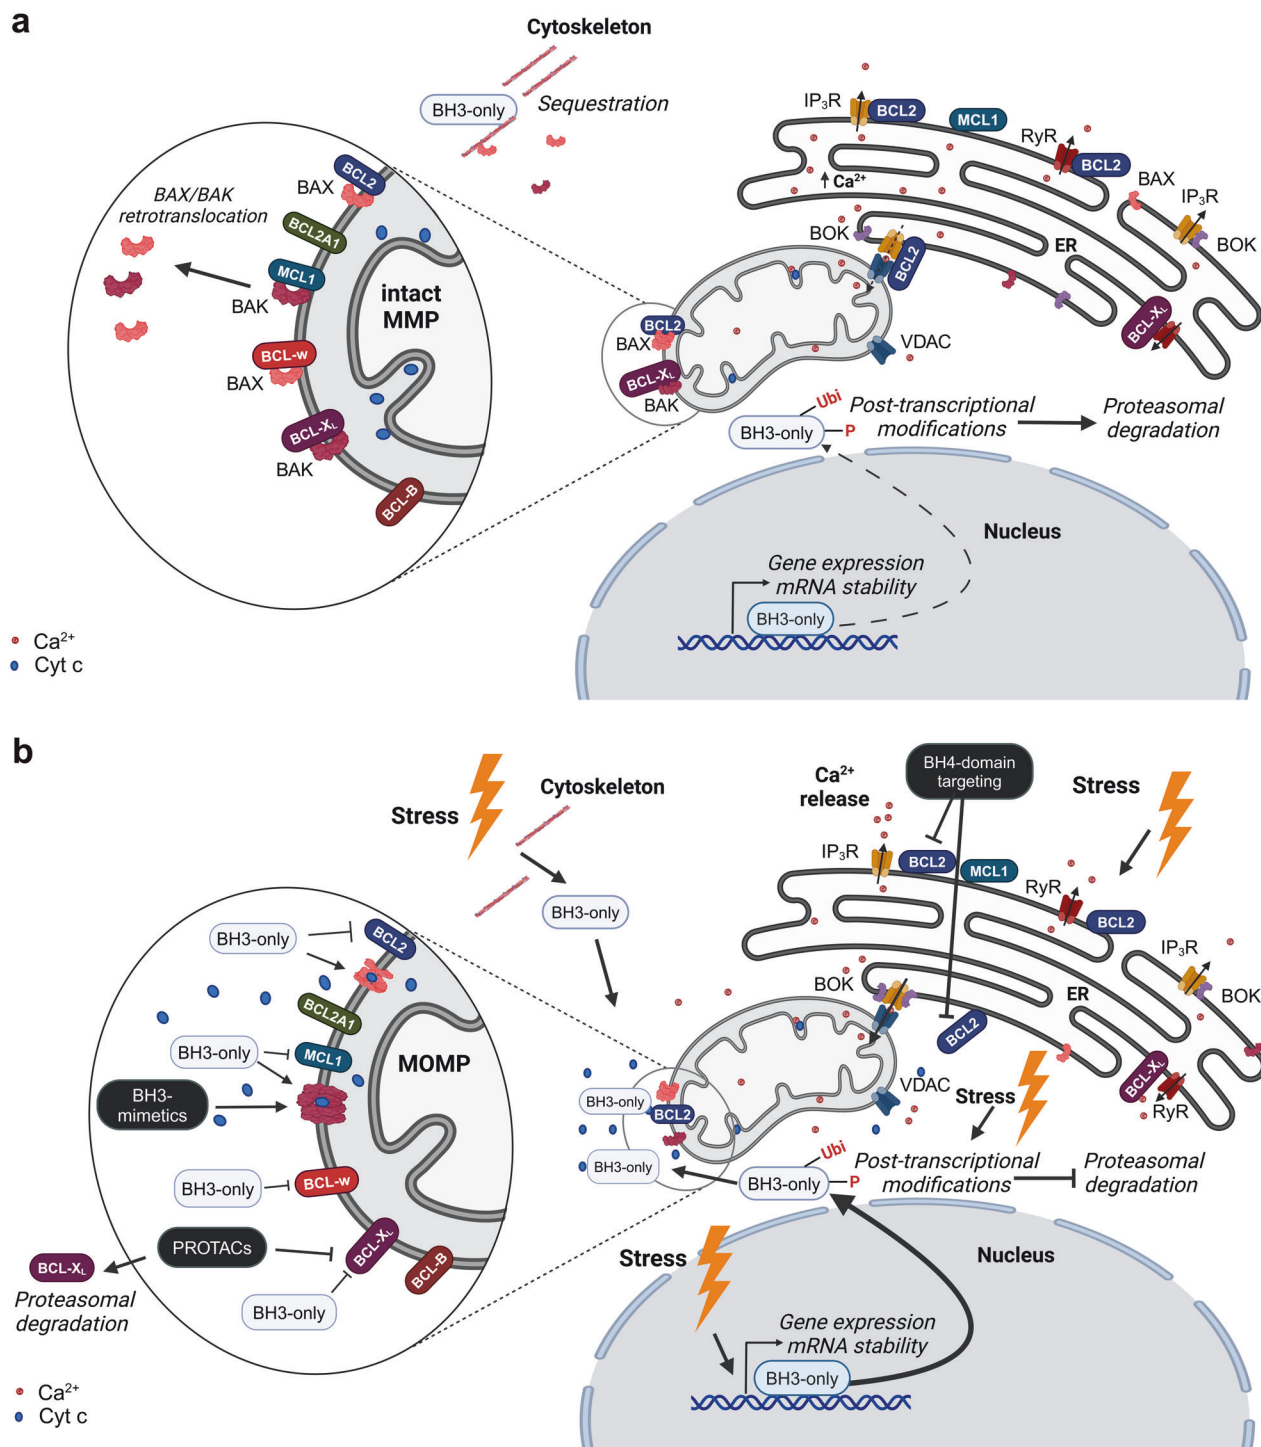 a
Cytoskeleton
BH3-only
Sequestration
BAX/BAK
retrotranslocation
BAX
BCL2
BCL2A1
MCL1
BAK
intact
MMP
BCL-w
BAX
BCL-XL
BAK
BCL-B
IP3R
BCL2
MCL1
RyR
BCL2
BAX
IP3R
BOK
↑ Ca2+
BOK
BCL2
ER
BCL-XL
BCL2
BAX
BCL-XL
BAK
VDAC
BH3-only
Ubi
P
Post-transcriptional
modifications
Proteasomal
degradation
Nucleus
Gene expression
mRNA stability
BH3-only
Ca2+
Cyt c
b
Stress
Cytoskeleton
BH3-only
Ca2+
release
BH4-domain
targeting
Stress
IP3R
BCL2
MCL1
RyR
BCL2
IP3R
BOK
BOK
ER
BCL2
BCL-XL
RyR
VDAC
Stress
BH3-only
BCL2
BH3-only
BH3-only
Ubi
P
Post-transcriptional
modifications
Proteasomal
degradation
BH3-only
BCL2
BCL2A1
BH3-only
MCL1
MOMP
BH3-
mimetics
BH3-only
BCL-w
PROTACs
BCL-XL
BCL-XL
BCL-B
Proteasomal
degradation
BH3-only
Stress
Nucleus
Gene expression
mRNA stability
BH3-only
Ca2+
Cyt c